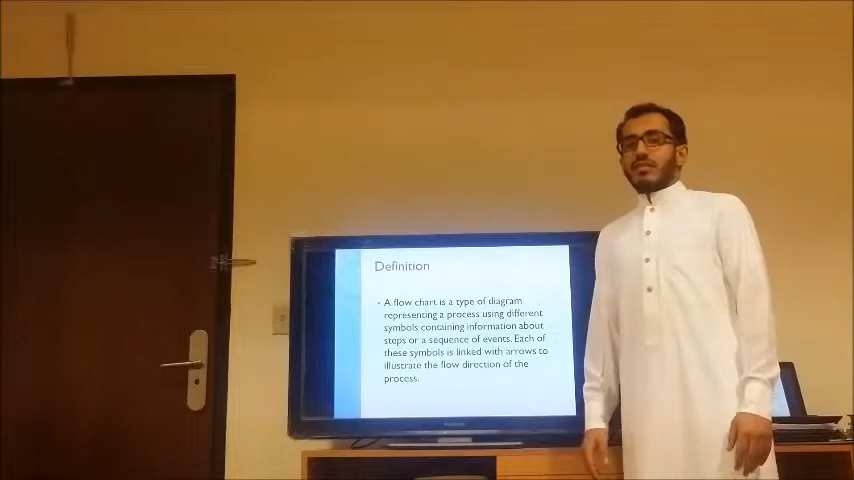 Definition
• A flow chart is a type of diagram
representing a process using different
symbols containing information about
steps or a sequence of events. Each of
these symbols is linked with arrows to
illustrate the flow direction of the
process.